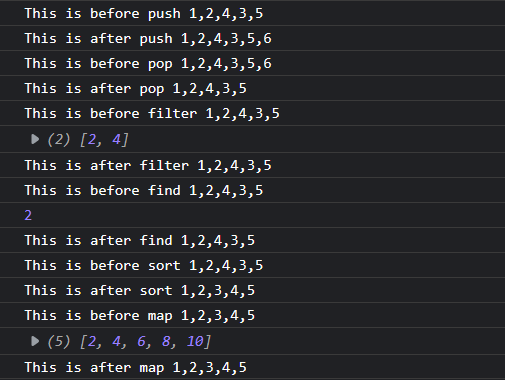 This is before push 1,2,4,3,5
This is after push 1,2,4,3,5,6
This is before pop 1,2,4,3,5,6
This is after pop 1,2,4,3,5
This is before filter 1,2,4,3,5
(2) [2, 4]
This is after filter 1,2,4,3,5
This is before find 1,2,4,3,5
2
This is after find 1,2,4,3,5
This is before sort 1,2,4,3,5
This is after sort 1,2,3,4,5
This is before map 1,2,3,4,5
(5) [2, 4, 6, 8, 10]
This is after map 1,2,3,4,5